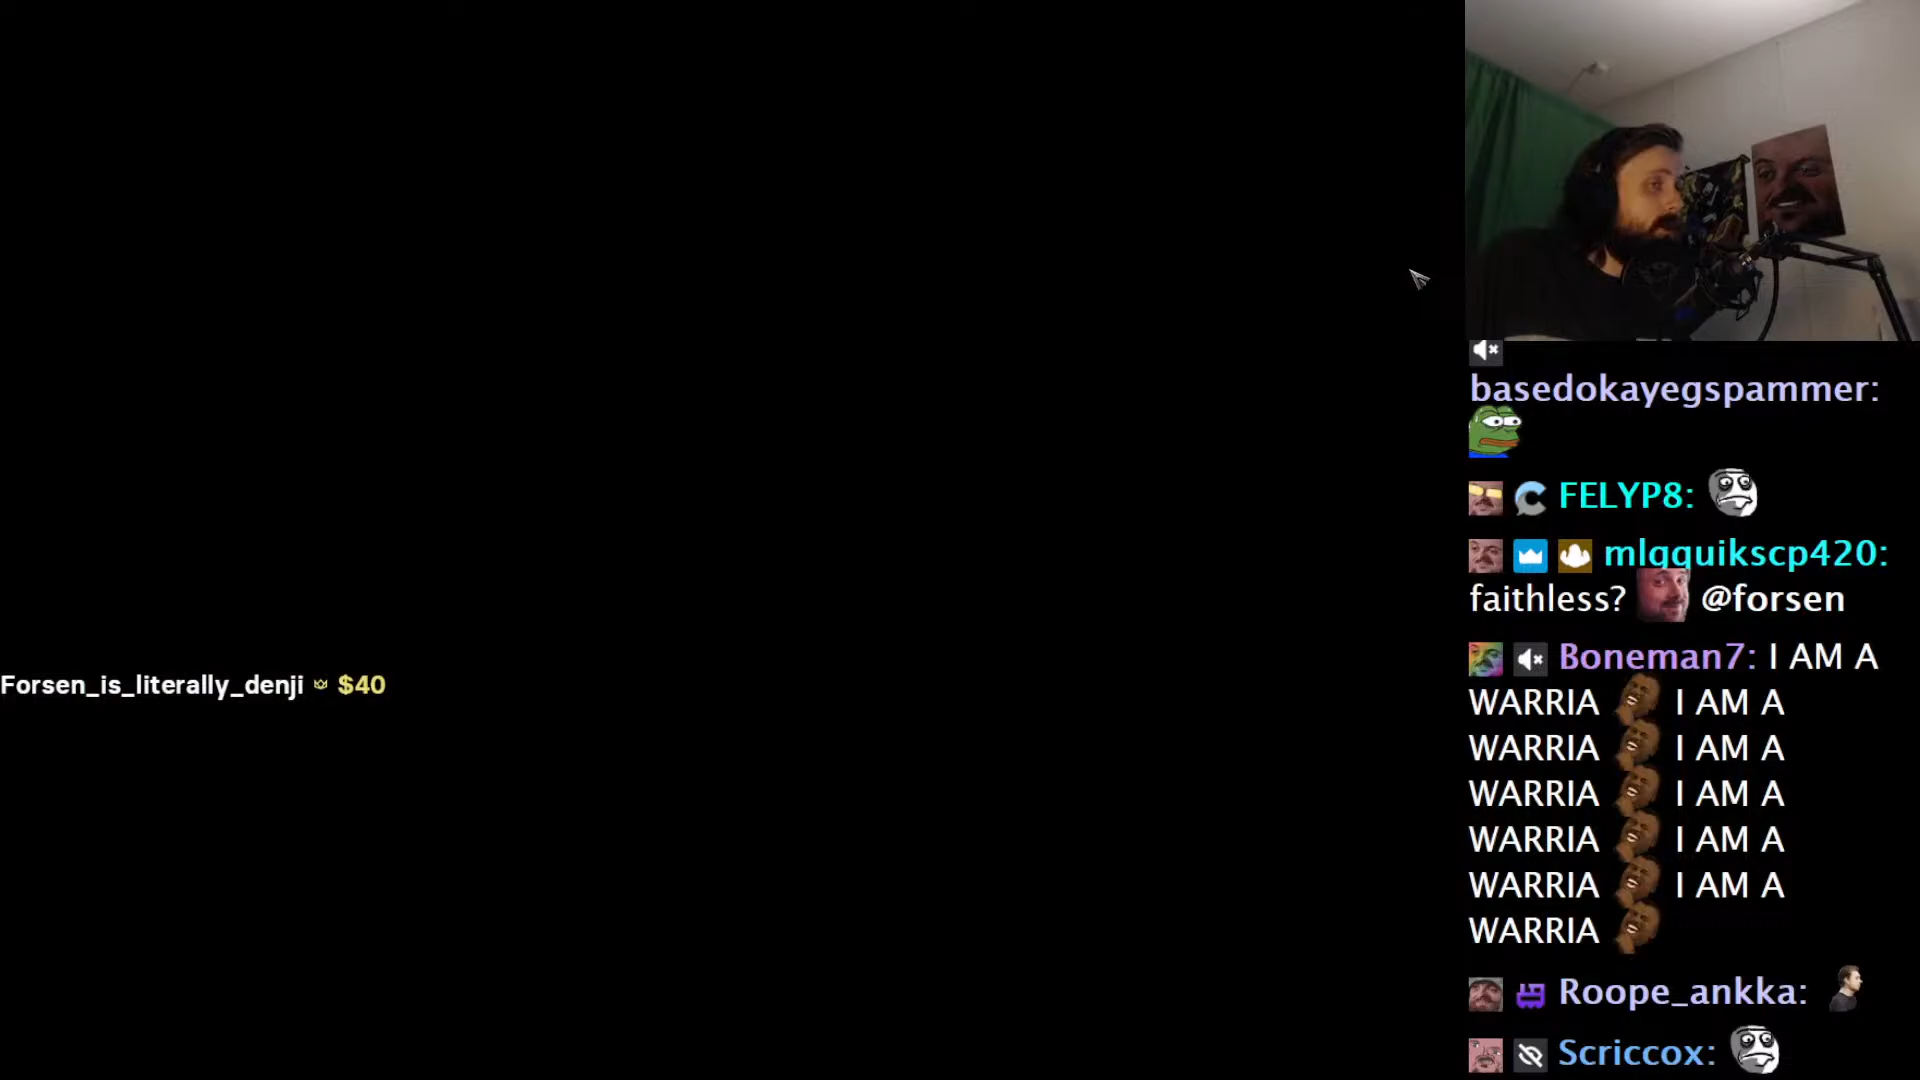 basedokayegspammer:
FELYP8:
mlgquikscp420:
faithless? @forsen
Boneman7: I AM A
WARRIA I AM A
WARRIA I AM A
WARRIA I AM A
WARRIA I AM A
WARRIA I AM A
WARRIA
Roope_ankka:
Scriccox:
Forsen_is_literally_denji $40